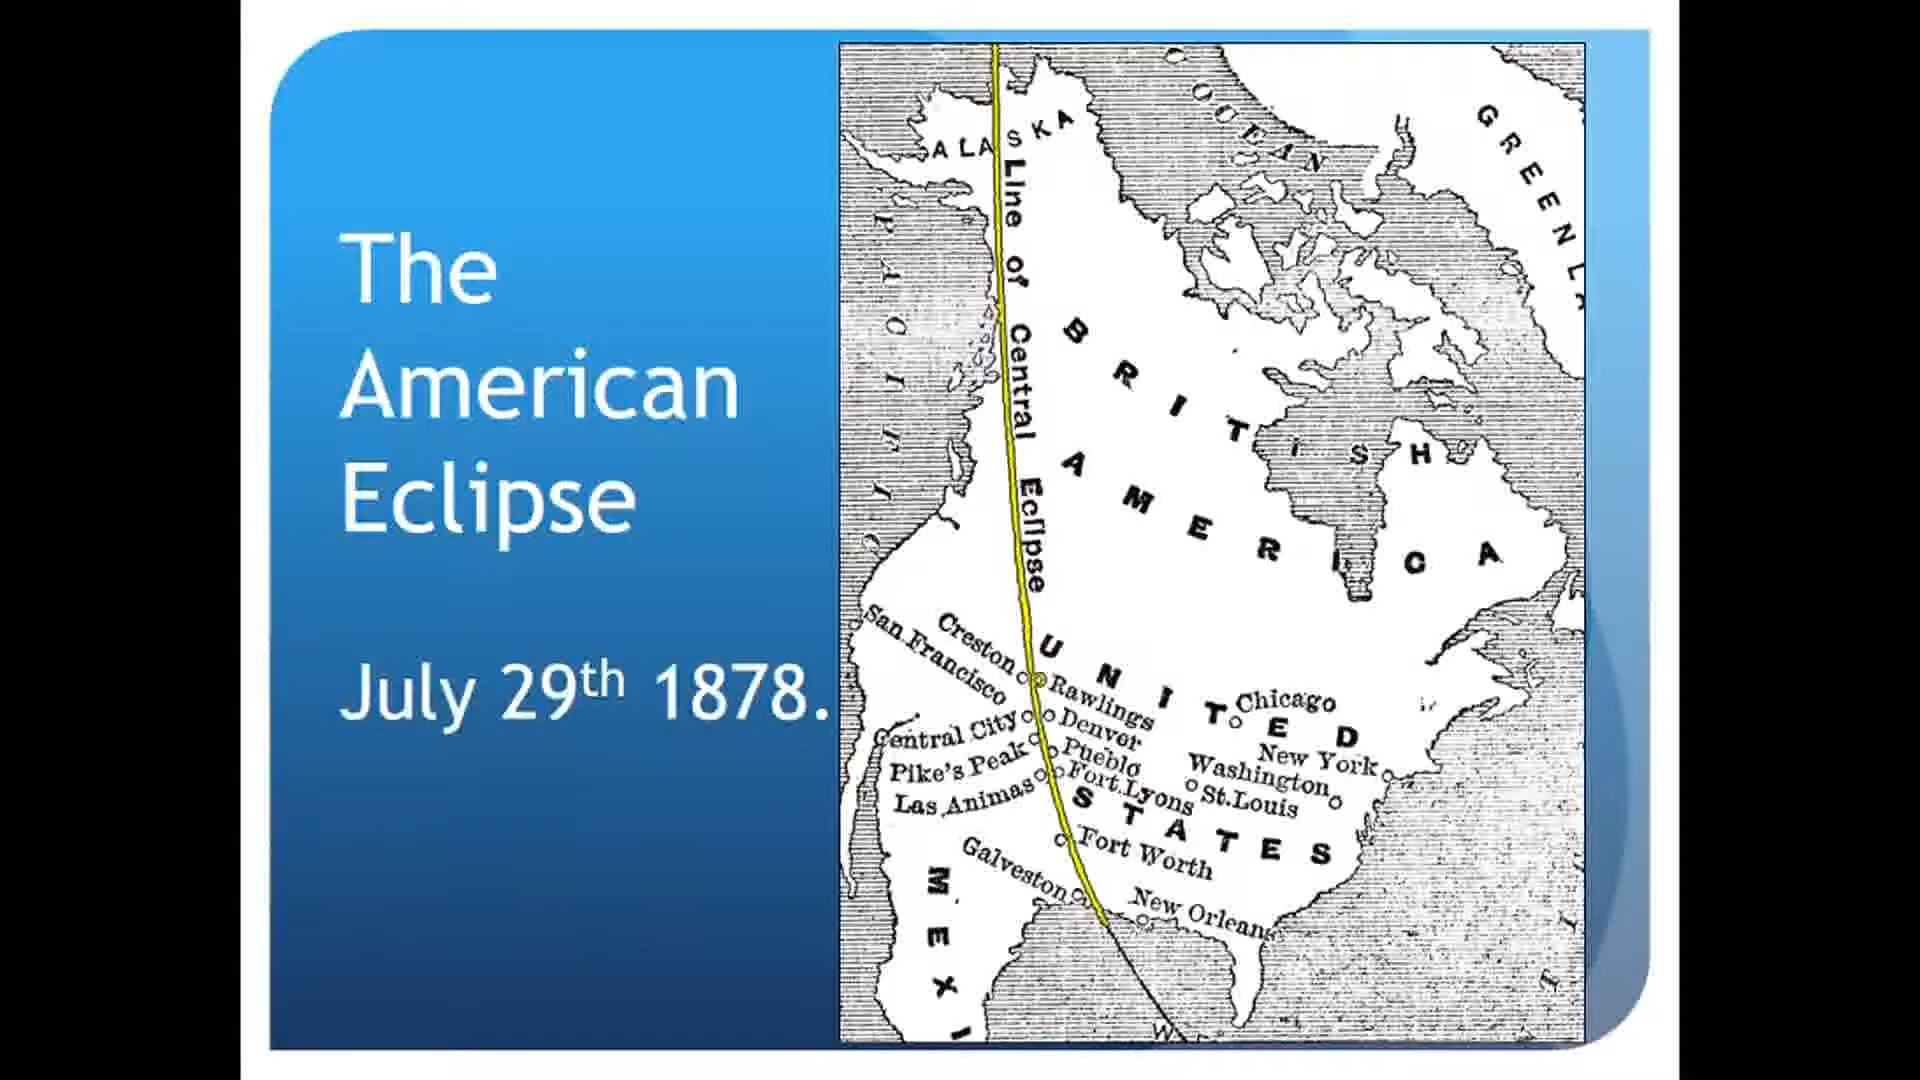 The
American
Eclipse
July 29th 1878.
OCEAN
GREENLA
ALASKA
PACIFIC
Line of Central Eclipse
BRITISH
AMERICA
UNITED
STATES
San Francisco
Creston
Rawlings
Chicago
Central City
Denver
New York
Pike's Peak
Pueblo
Washington
Las Animas
Fort Lyons
St.Louis
Fort Worth
Galveston
New Orleans
MEXI